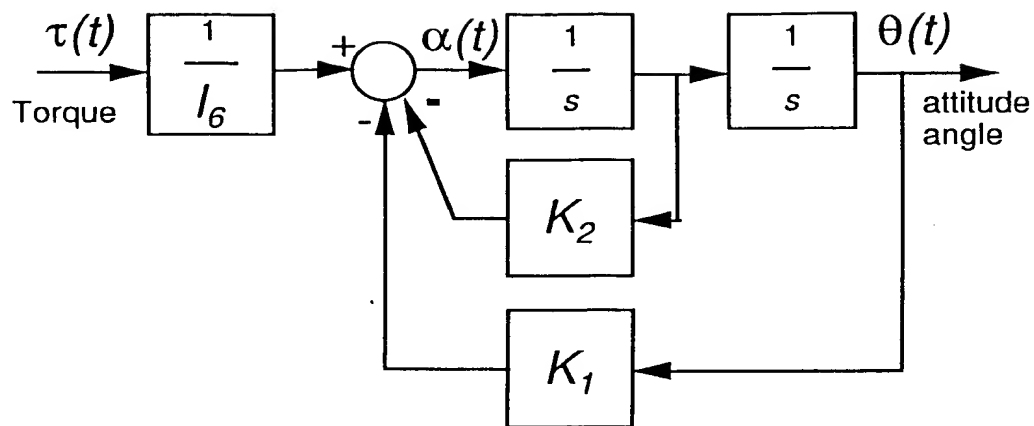 τ(t)
Torque
1
I6
+
-
-
α(t)
1
s
1
s
θ(t)
attitude
angle
K2
K1